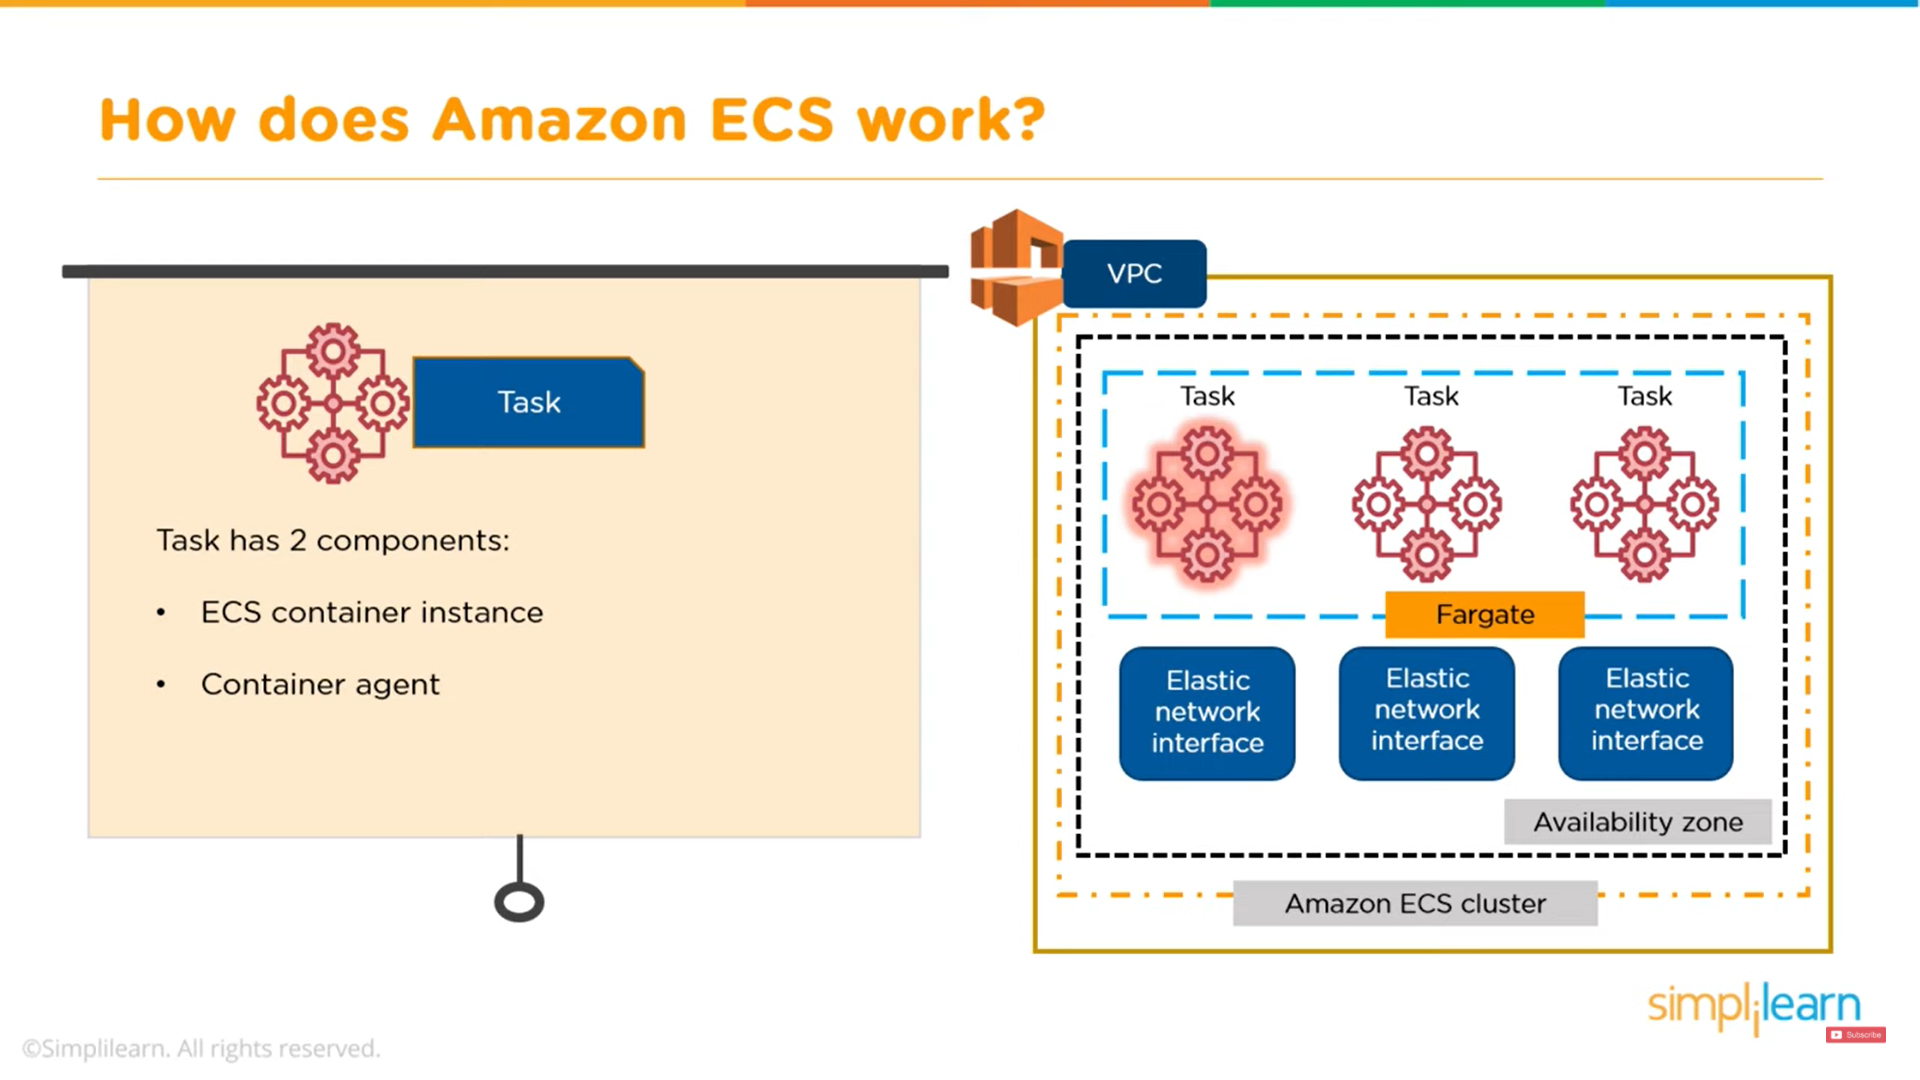 How does Amazon ECS work?
Task
Task has 2 components:
• ECS container instance
• Container agent
VPC
Task
Task
Task
Fargate
Elastic
network
interface
Elastic
network
interface
Elastic
network
interface
Availability zone
Amazon ECS cluster
simplilearn
Subscribe
©Simplilearn. All rights reserved.